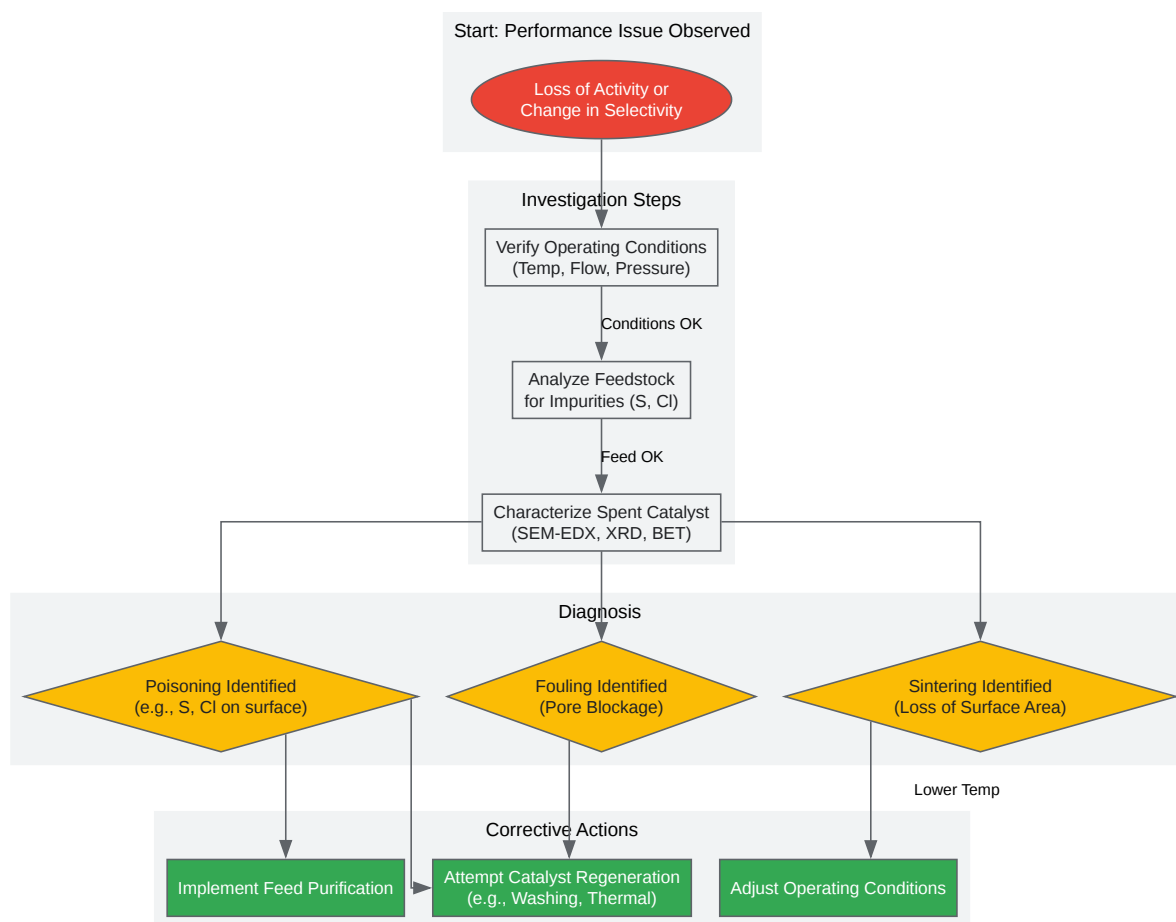 Start: Performance Issue Observed
Loss of Activity or
Change in Selectivity
Investigation Steps
Verify Operating Conditions
(Temp, Flow, Pressure)
Conditions OK
Analyze Feedstock
for Impurities (S, Cl)
Feed OK
Characterize Spent Catalyst
(SEM-EDX, XRD, BET)
Diagnosis
Poisoning Identified
(e.g., S, Cl on surface)
Fouling Identified
(Pore Blockage)
Sintering Identified
(Loss of Surface Area)
Lower Temp
Corrective Actions
Implement Feed Purification
Attempt Catalyst Regeneration
(e.g., Washing, Thermal)
Adjust Operating Conditions